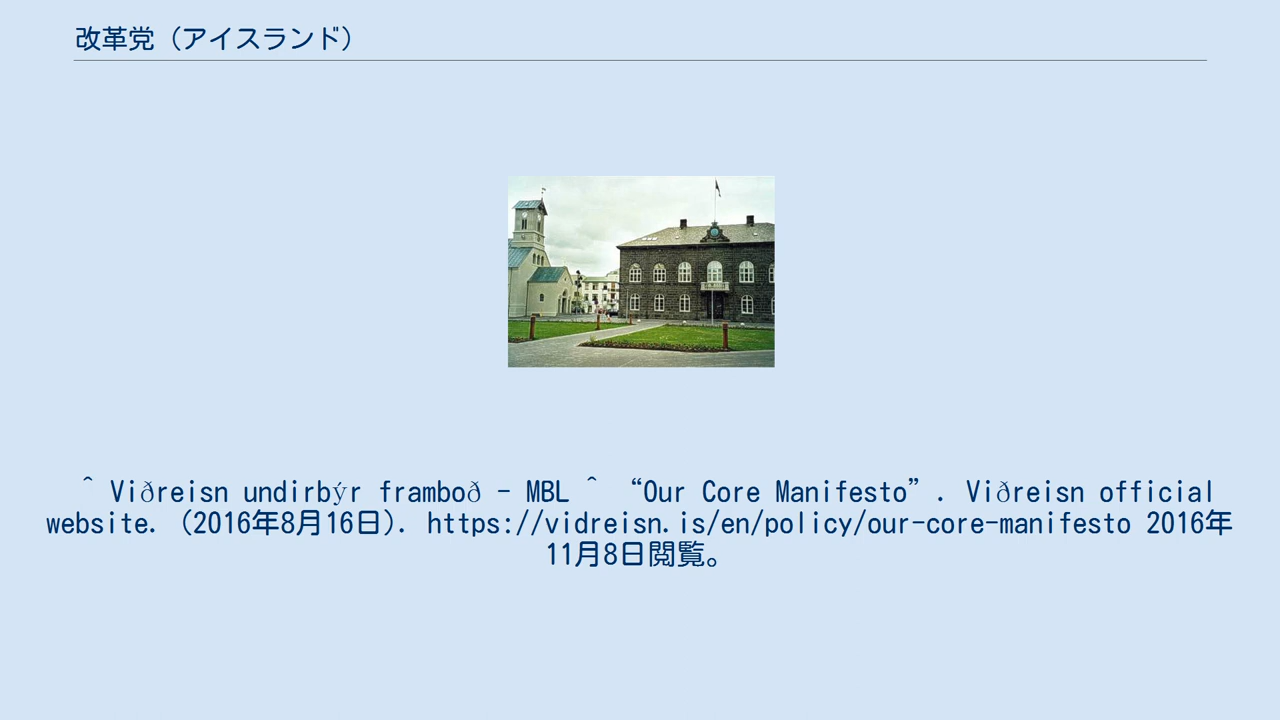 改革党（アイスランド）
^ Viðreisn undirbýr framboð - MBL ^ “Our Core Manifesto”. Viðreisn official
website. (2016年8月16日). https://vidreisn.is/en/policy/our-core-manifesto 2016年
11月8日閲覧。